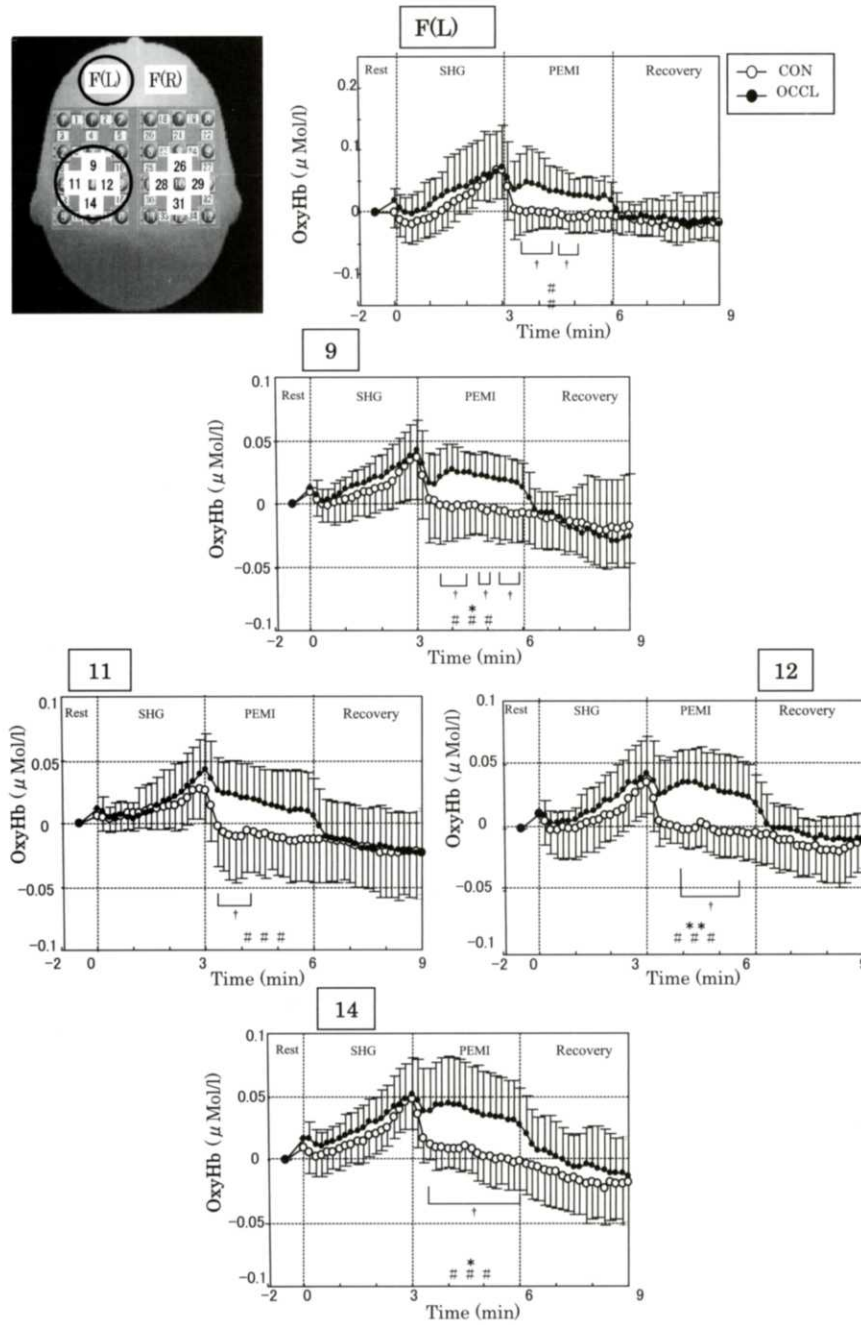 F(L)
F(L) F(R)
1 2
3 4 5
9 26
11 12 28 29
14 31
Rest SHG PEMI Recovery
CON
OCCL
OxyHb (μ Mol/l)
0.2
0.1
0
-0.1
† †
#
#
-2 0 3 6 9
Time (min)
9
Rest SHG PEMI Recovery
OxyHb (μ Mol/l)
0.1
0.05
0
-0.05
-0.1
† † †
*
# # #
-2 0 3 6 9
Time (min)
11
Rest SHG PEMI Recovery
OxyHb (μ Mol/l)
0.1
0.05
0
-0.05
-0.1
†
# # #
-2 0 3 6 9
Time (min)
12
Rest SHG PEMI Recovery
OxyHb (μ Mol/l)
0.1
0.05
0
-0.05
-0.1
†
**
# # #
-2 0 3 6 9
Time (min)
14
Rest SHG PEMI Recovery
OxyHb (μ Mol/l)
0.1
0.05
0
-0.05
-0.1
†
*
# # #
-2 0 3 6 9
Time (min)